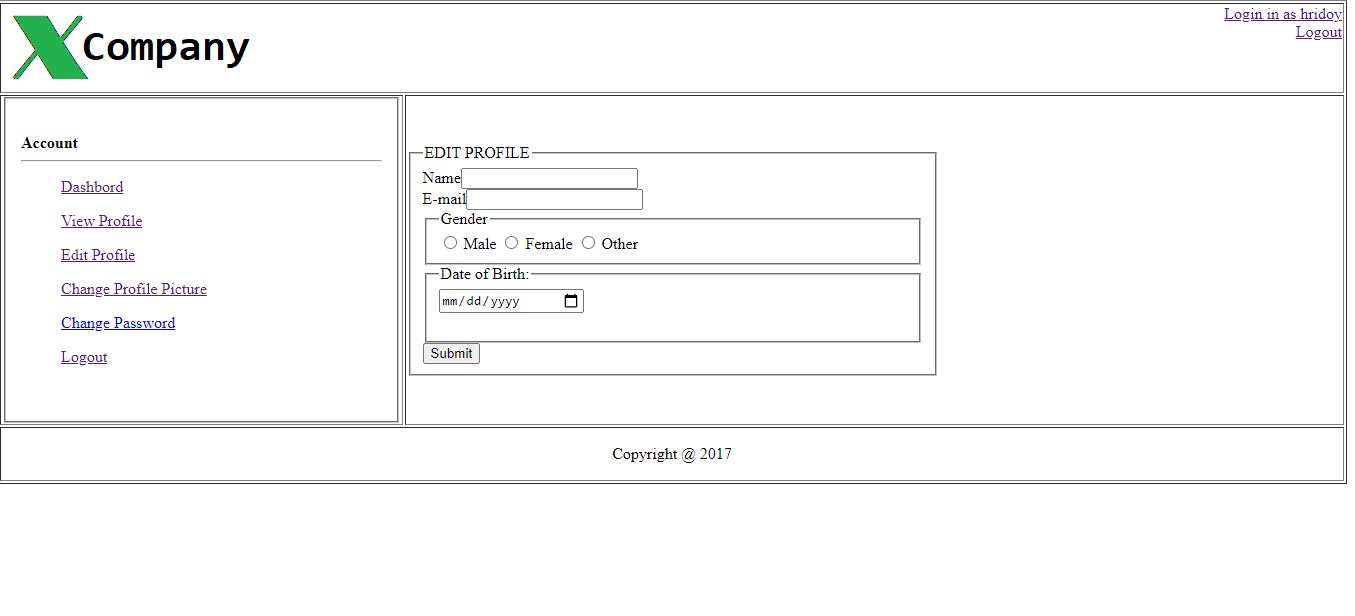 XCompany
Login in as hridoy
Logout
Account
Dashbord
View Profile
Edit Profile
Change Profile Picture
Change Password
Logout
EDIT PROFILE
Name
E-mail
Gender
Male Female Other
Date of Birth:
mm/dd/yyyy
Submit
Copyright @ 2017